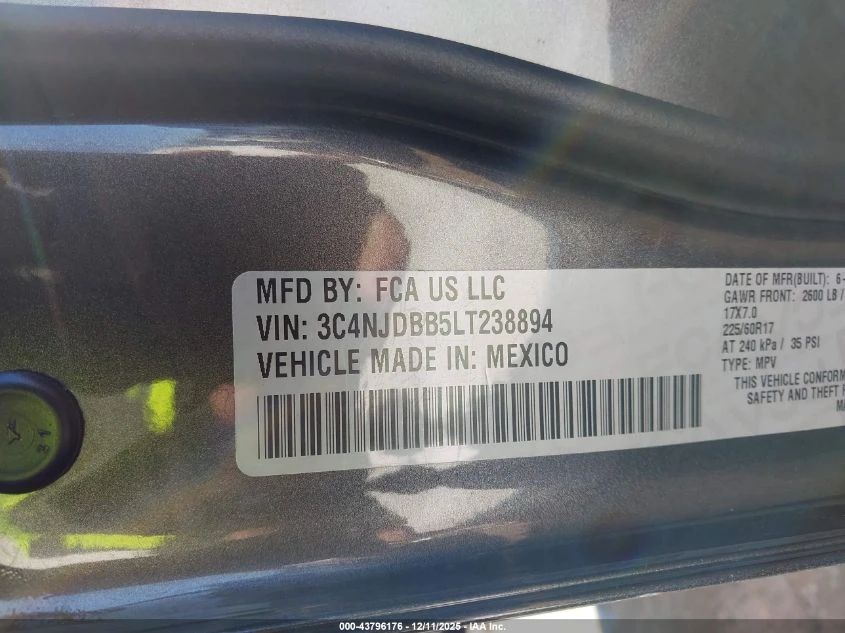 MFD BY: FCA US LLC
VIN: 3C4NJDBB5LT238894
VEHICLE MADE IN: MEXICO
DATE OF MFR(BUILT): 6-
GAWR FRONT: 2600 LB /
17X7.0
225/60R17
AT 240 kPa / 35 PSI
TYPE: MPV
THIS VEHICLE CONFORM
SAFETY AND THEFT
000-43796176 - 12/11/2025 - IAA Inc.